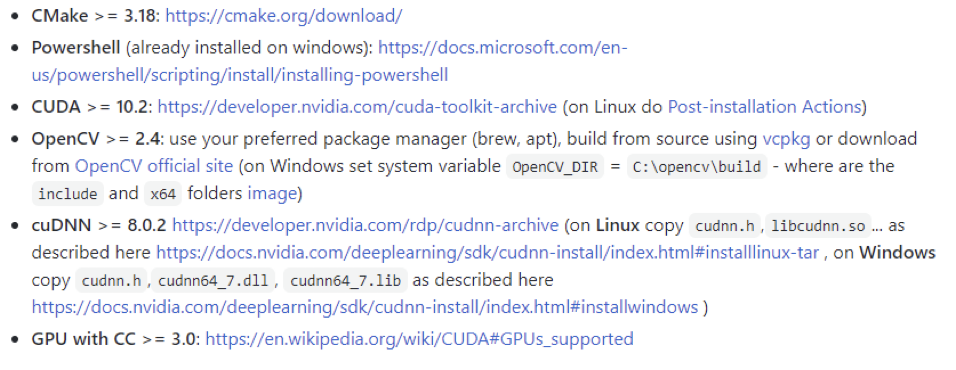 • CMake >= 3.18: https://cmake.org/download/
• Powershell (already installed on windows): https://docs.microsoft.com/en-
us/powershell/scripting/install/installing-powershell
• CUDA >= 10.2: https://developer.nvidia.com/cuda-toolkit-archive (on Linux do Post-installation Actions)
• OpenCV >= 2.4: use your preferred package manager (brew, apt), build from source using vcpkg or download
from OpenCV official site (on Windows set system variable OpenCV_DIR = C:\opencv\build - where are the
include and x64 folders image)
• cuDNN >= 8.0.2 https://developer.nvidia.com/rdp/cudnn-archive (on Linux copy cudnn.h, libcudnn.so... as
described here https://docs.nvidia.com/deeplearning/sdk/cudnn-install/index.html#installlinux-tar , on Windows
copy cudnn.h, cudnn64_7.dll, cudnn64_7.lib as described here
https://docs.nvidia.com/deeplearning/sdk/cudnn-install/index.html#installwindows )
• GPU with CC >= 3.0: https://en.wikipedia.org/wiki/CUDA#GPUs_supported